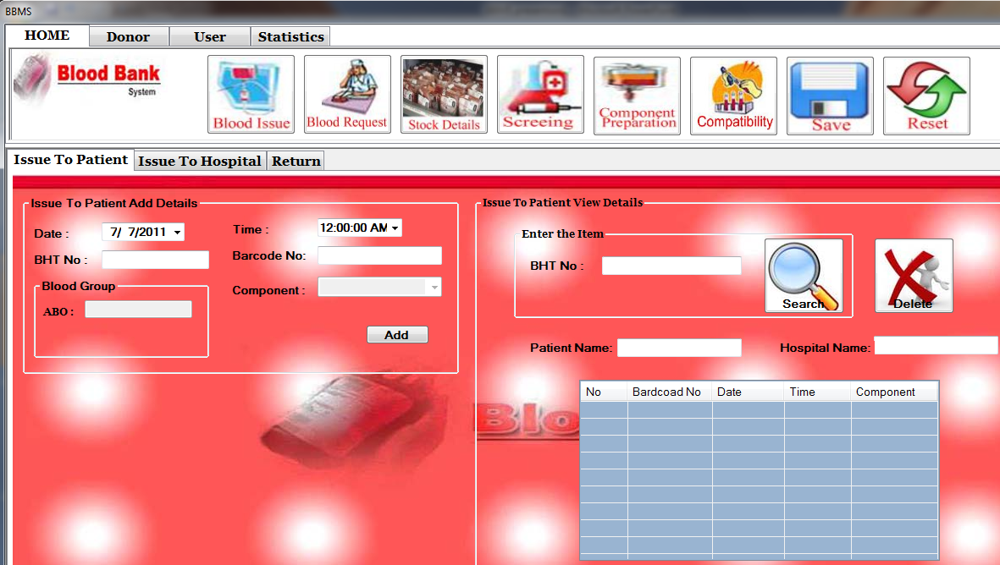 BBMS
HOME Donor User Statistics
Blood Bank
System
Blood Issue Blood Request Stock Details Screeing Component Preparation Compatibility Save Reset
Issue To Patient Issue To Hospital Return
Issue To Patient Add Details
Date : 7/ 7/2011 Time : 12:00:00 AM
BHT No : Barcode No:
Blood Group
ABO :
Component :
Add
Issue To Patient View Details
Enter the Item
BHT No :
Search
Delete
Patient Name: Hospital Name:
No Bardcoad No Date Time Component
Blo